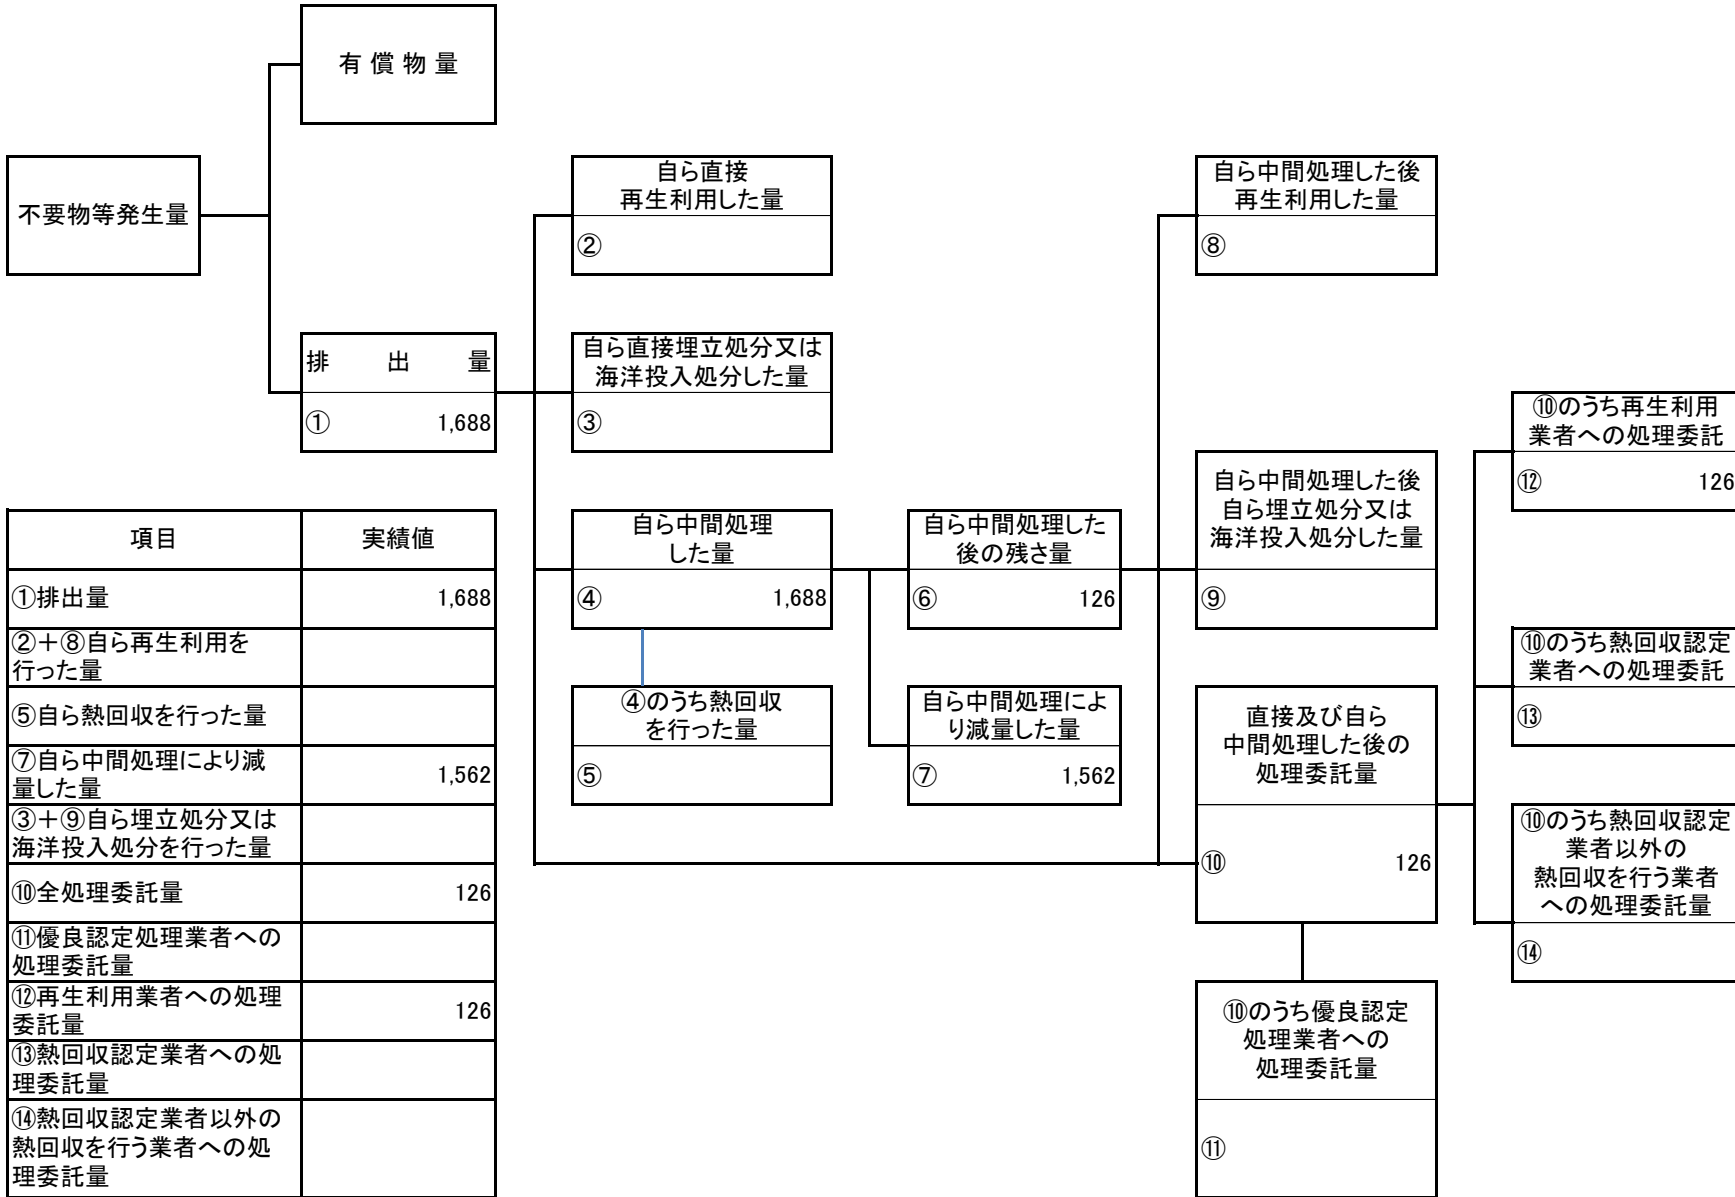 有 償 物 量
不要物等発生量
自ら直接
再生利用した量
②
自ら中間処理した後
再生利用した量
⑧
排 出 量
① 1,688
自ら直接埋立処分又は
海洋投入処分した量
③
⑩のうち再生利用
業者への処理委託
⑫ 126
自ら中間処理した後
自ら埋立処分又は
海洋投入処分した量
⑨
自ら中間処理
した量
④ 1,688
自ら中間処理した
後の残さ量
⑥ 126
④のうち熱回収
を行った量
⑤
自ら中間処理によ
り減量した量
⑦ 1,562
直接及び自ら
中間処理した後の
処理委託量
⑩ 126
⑩のうち熱回収認定
業者への処理委託
⑬
⑩のうち熱回収認定
業者以外の
熱回収を行う業者
への処理委託量
⑭
⑩のうち優良認定
処理業者への
処理委託量
⑪
項目 実績値
①排出量 1,688
②＋⑧自ら再生利用を
行った量
⑤自ら熱回収を行った量
⑦自ら中間処理により減
量した量 1,562
③＋⑨自ら埋立処分又は
海洋投入処分を行った量
⑩全処理委託量 126
⑪優良認定処理業者への
処理委託量
⑫再生利用業者への処理
委託量 126
⑬熱回収認定業者への処
理委託量
⑭熱回収認定業者以外の
熱回収を行う業者への処
理委託量